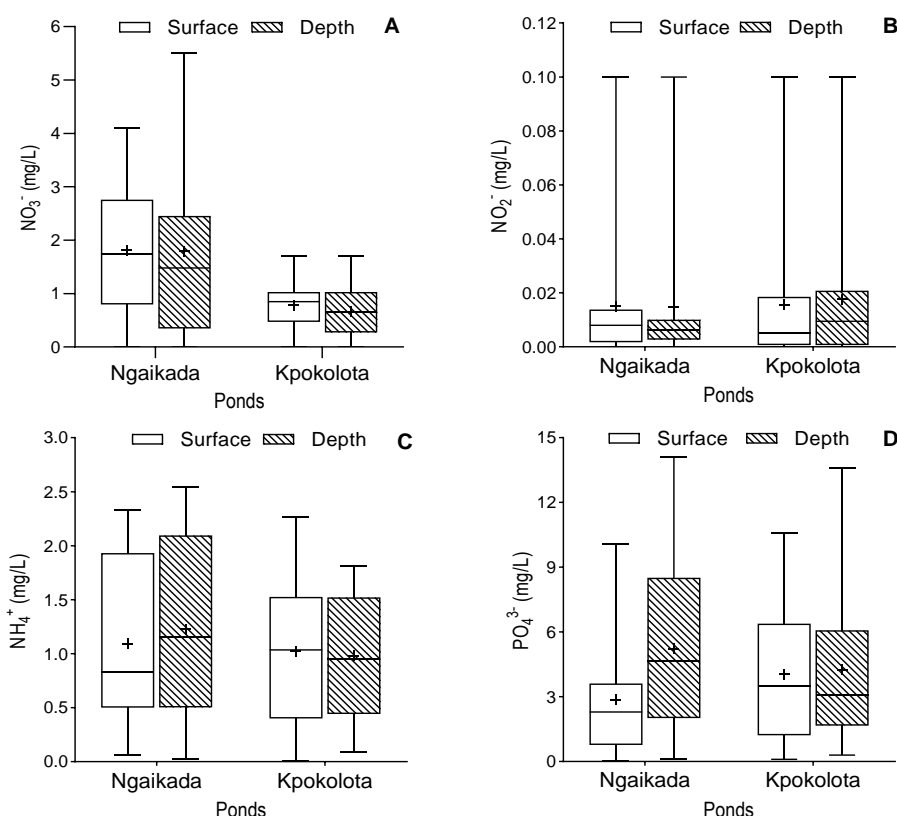 Surface Depth A
6
5
4
3
2
1
0
NO₃⁻ (mg/L)
Ngaikada Kpokolota
Ponds
Surface Depth B
0.12
0.10
0.08
0.06
0.04
0.02
0.00
NO₂⁻ (mg/L)
Ngaikada Kpokolota
Ponds
Surface Depth C
3.0
2.5
2.0
1.5
1.0
0.5
0.0
NH₄⁺ (mg/L)
Ngaikada Kpokolota
Ponds
Surface Depth D
15
12
9
6
3
0
PO₄³⁻ (mg/L)
Ngaikada Kpokolota
Ponds